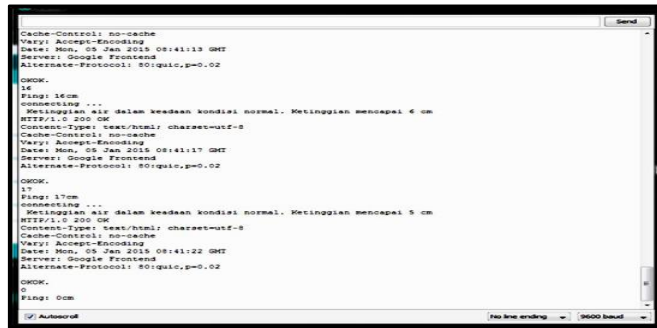 Send
Cache-Control: no-cache
Vary: Accept-Encoding
Date: Mon, 05 Jan 2015 08:41:13 GMT
Server: Google Frontend
Alternate-Protocol: 80:quic,p=0.02
OKOK.
16
Ping: 16cm
connecting ...
Ketinggian air dalam keadaan kondisi normal. Ketinggian mencapai 6 cm
HTTP/1.0 200 OK
Content-Type: text/html; charset=utf-8
Cache-Control: no-cache
Vary: Accept-Encoding
Date: Mon, 05 Jan 2015 08:41:17 GMT
Server: Google Frontend
Alternate-Protocol: 80:quic,p=0.02
OKOK.
17
Ping: 17cm
connecting ...
Ketinggian air dalam keadaan kondisi normal. Ketinggian mencapai 5 cm
HTTP/1.0 200 OK
Content-Type: text/html; charset=utf-8
Cache-Control: no-cache
Vary: Accept-Encoding
Date: Mon, 05 Jan 2015 08:41:22 GMT
Server: Google Frontend
Alternate-Protocol: 80:quic,p=0.02
OKOK.
0
Ping: 0cm
Autoscroll No line ending 9600 baud